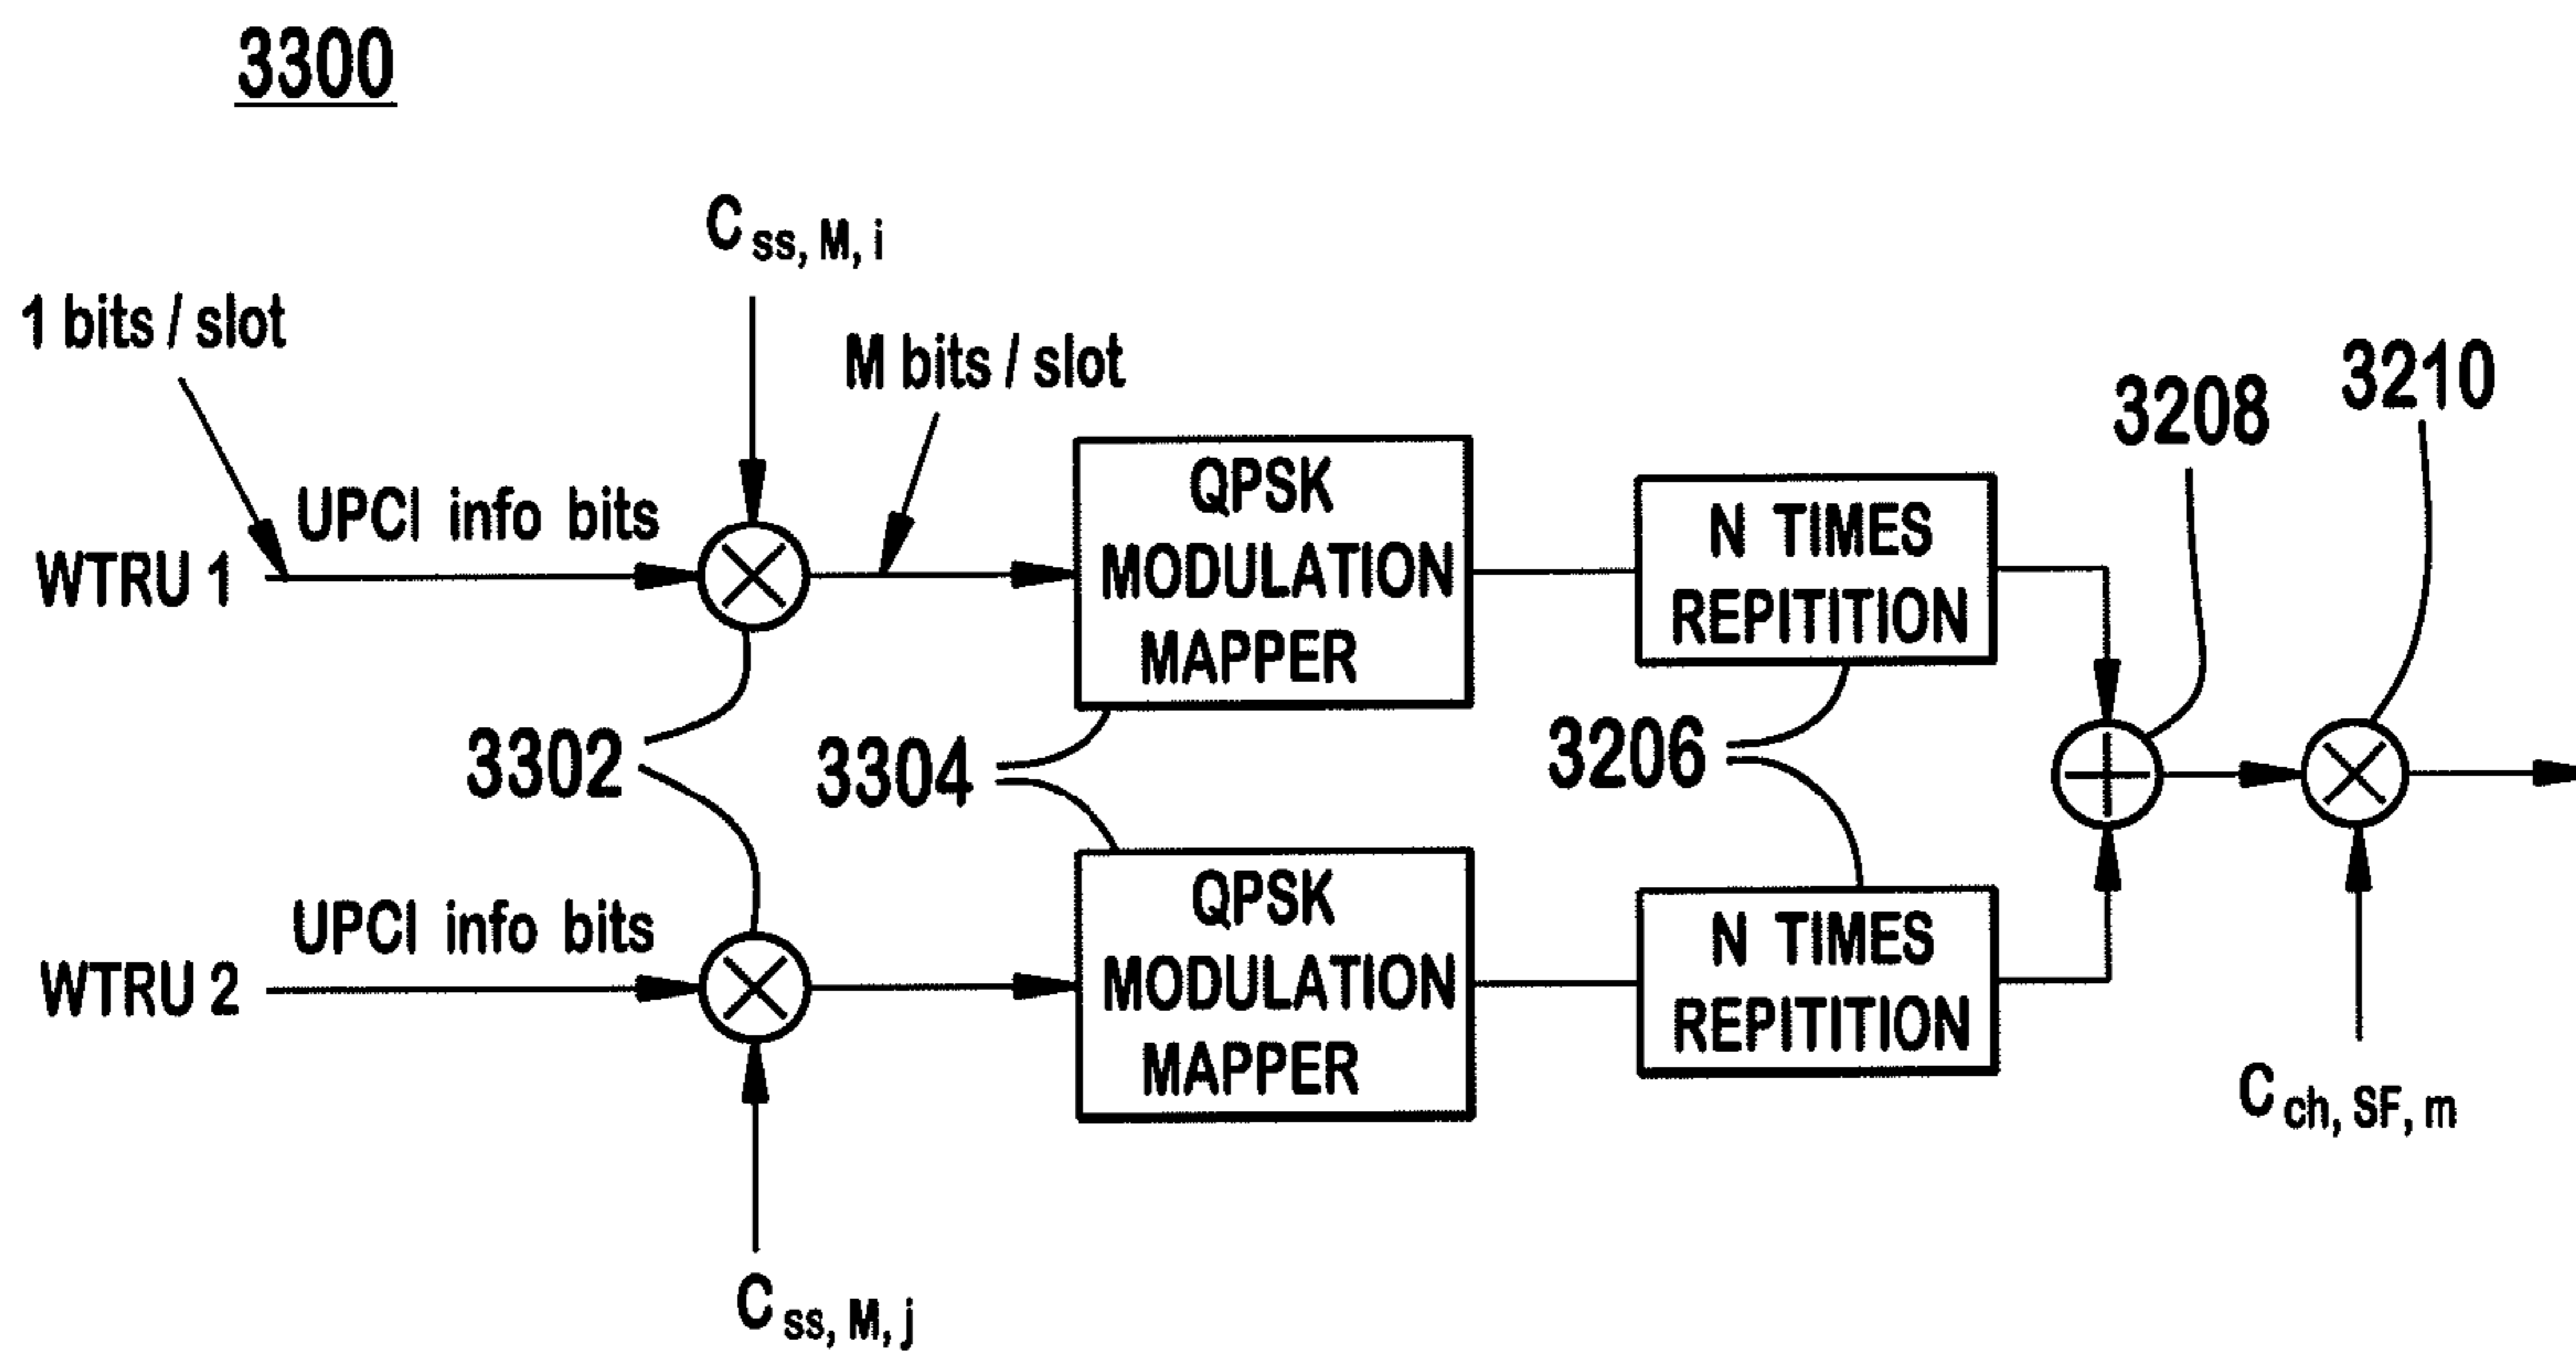 3300
C ss, M, i
1 bits / slot
M bits / slot
3208
3210
UPCI info bits
WTRU 1
QPSK
MODULATION
MAPPER
N TIMES
REPITITION
3302
3304
3206
UPCI info bits
WTRU 2
QPSK
MODULATION
MAPPER
N TIMES
REPITITION
C ch, SF, m
C ss, M, j